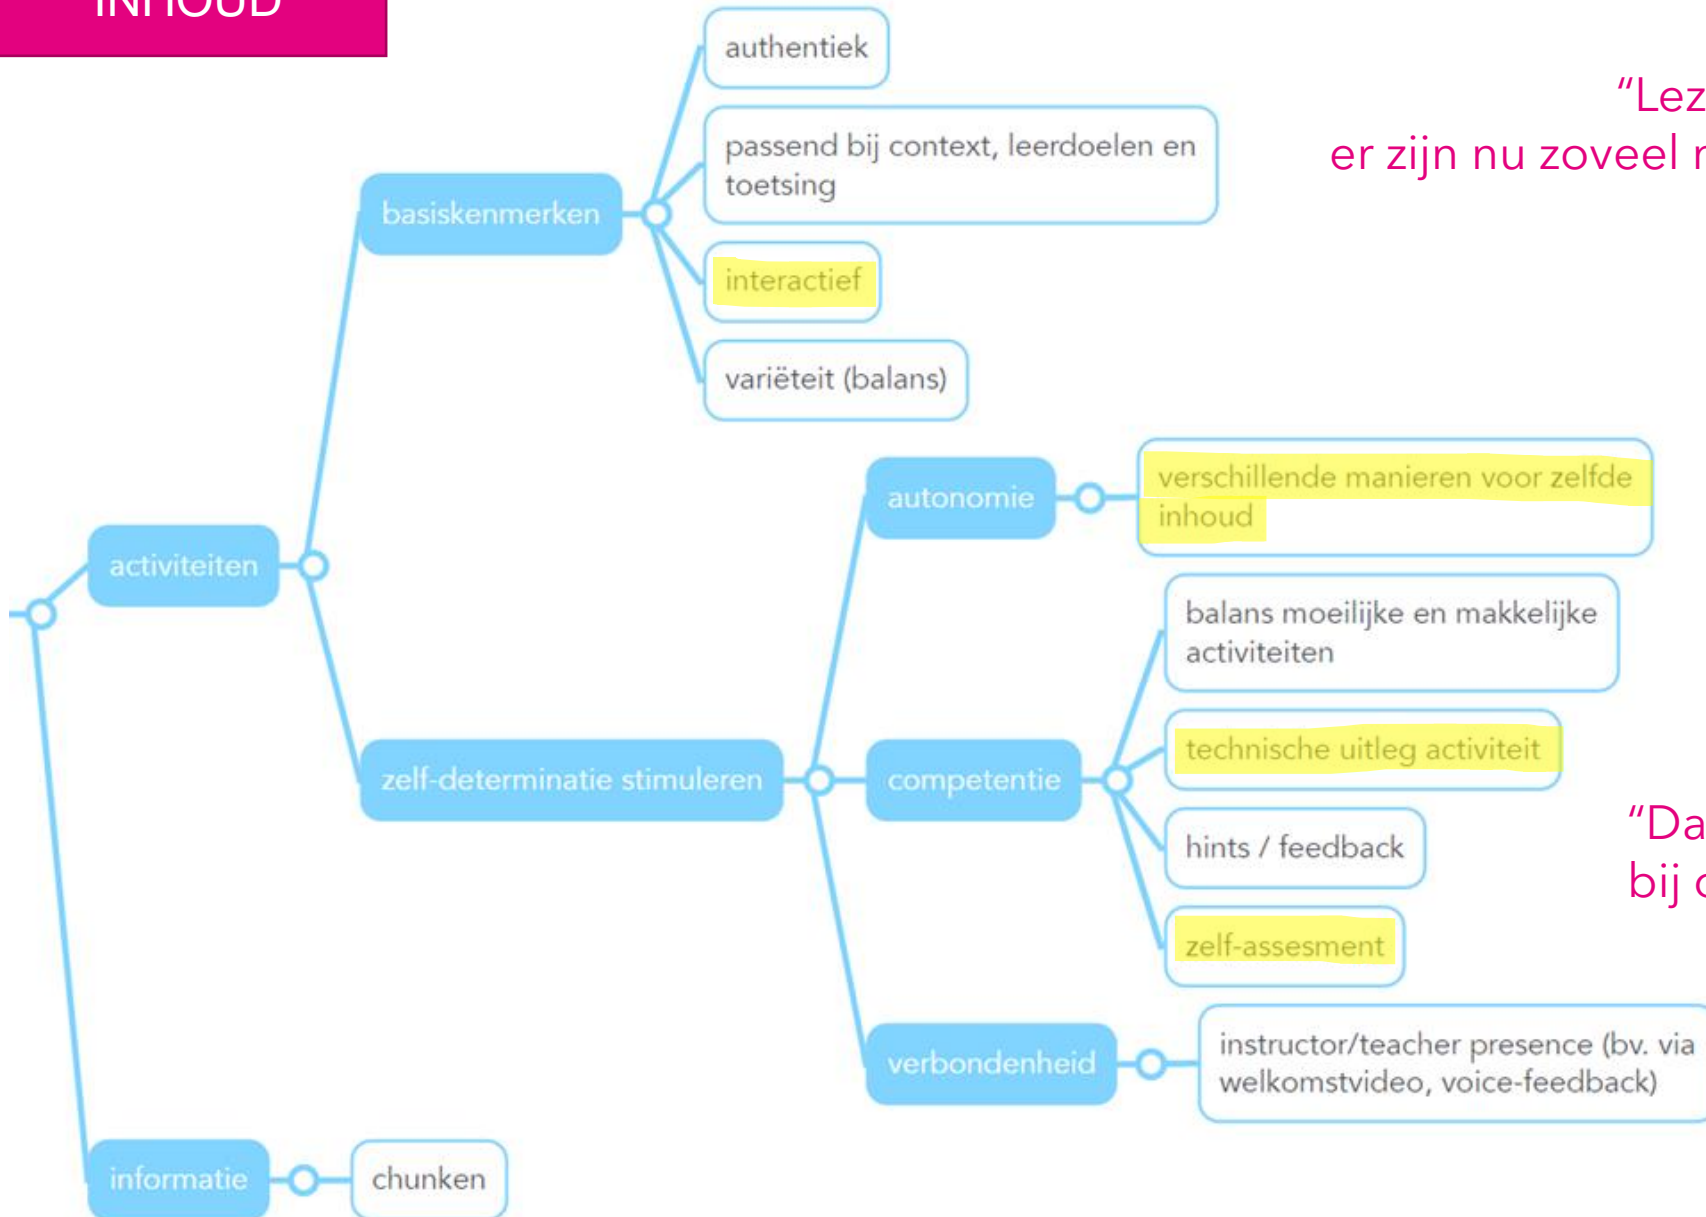 INHOUD
authentiek
"Lez
er zijn nu zoveel
passend bij context, leerdoelen en
toetsing
basiskenmerken
interactief
variëteit (balans)
autonomie
verschillende manieren voor zelfde
inhoud
activiteiten
balans moeilijke en makkelijke
activiteiten
zelf-determinatie stimuleren
competentie
technische uitleg activiteit
"Da
bij
hints / feedback
zelf-assesment
verbondenheid
instructor/teacher presence (bv. via
welkomstvideo, voice-feedback)
informatie
chunken